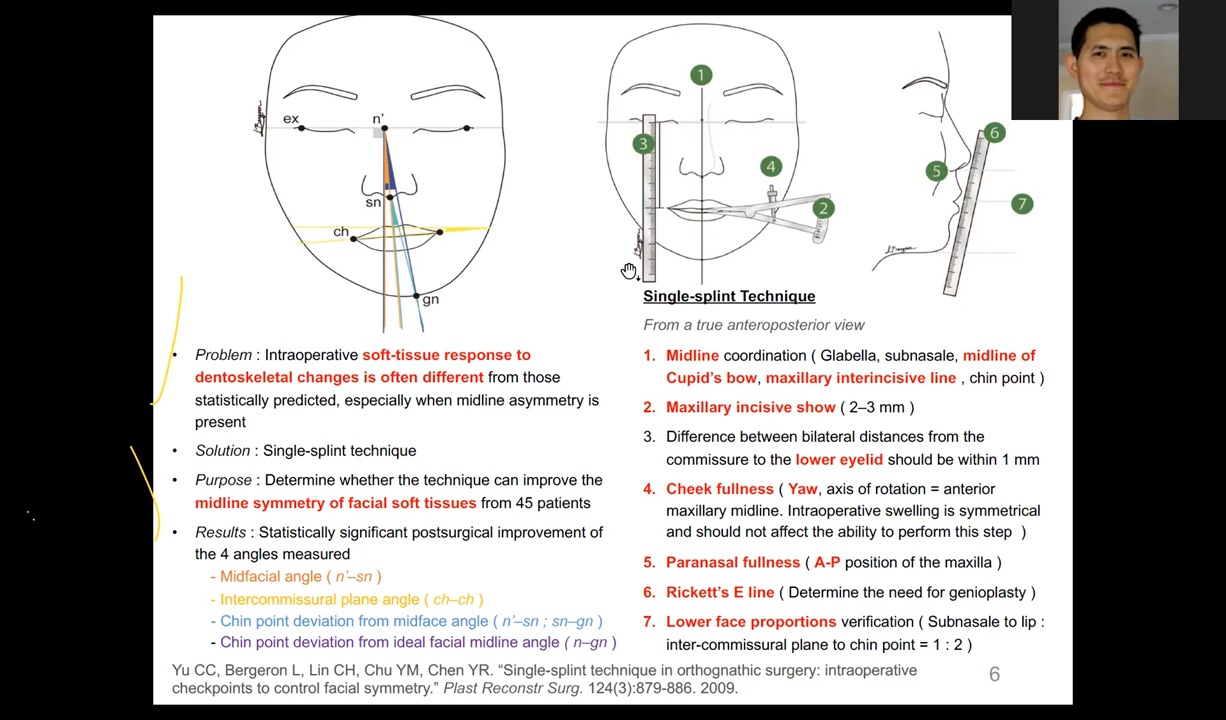 ex
n'
sn
ch
gn
1
3
4
2
5
6
7
• Problem : Intraoperative soft-tissue response to
dentoskeletal changes is often different from those
statistically predicted, especially when midline asymmetry is
present
• Solution : Single-splint technique
• Purpose : Determine whether the technique can improve the
midline symmetry of facial soft tissues from 45 patients
• Results : Statistically significant postsurgical improvement of
the 4 angles measured
- Midfacial angle ( n’–sn )
- Intercommissural plane angle ( ch–ch )
- Chin point deviation from midface angle ( n’–sn ; sn–gn )
- Chin point deviation from ideal facial midline angle ( n–gn )
Single-splint Technique
From a true anteroposterior view
1. Midline coordination ( Glabella, subnasale, midline of
Cupid’s bow, maxillary interincisive line , chin point )
2. Maxillary incisive show ( 2–3 mm )
3. Difference between bilateral distances from the
commissure to the lower eyelid should be within 1 mm
4. Cheek fullness ( Yaw, axis of rotation = anterior
maxillary midline. Intraoperative swelling is symmetrical
and should not affect the ability to perform this step )
5. Paranasal fullness ( A-P position of the maxilla )
6. Rickett’s E line ( Determine the need for genioplasty )
7. Lower face proportions verification ( Subnasale to lip :
inter-commissural plane to chin point = 1 : 2 )
Yu CC, Bergeron L, Lin CH, Chu YM, Chen YR. “Single-splint technique in orthognathic surgery: intraoperative
checkpoints to control facial symmetry.” Plast Reconstr Surg. 124(3):879-886. 2009.
6